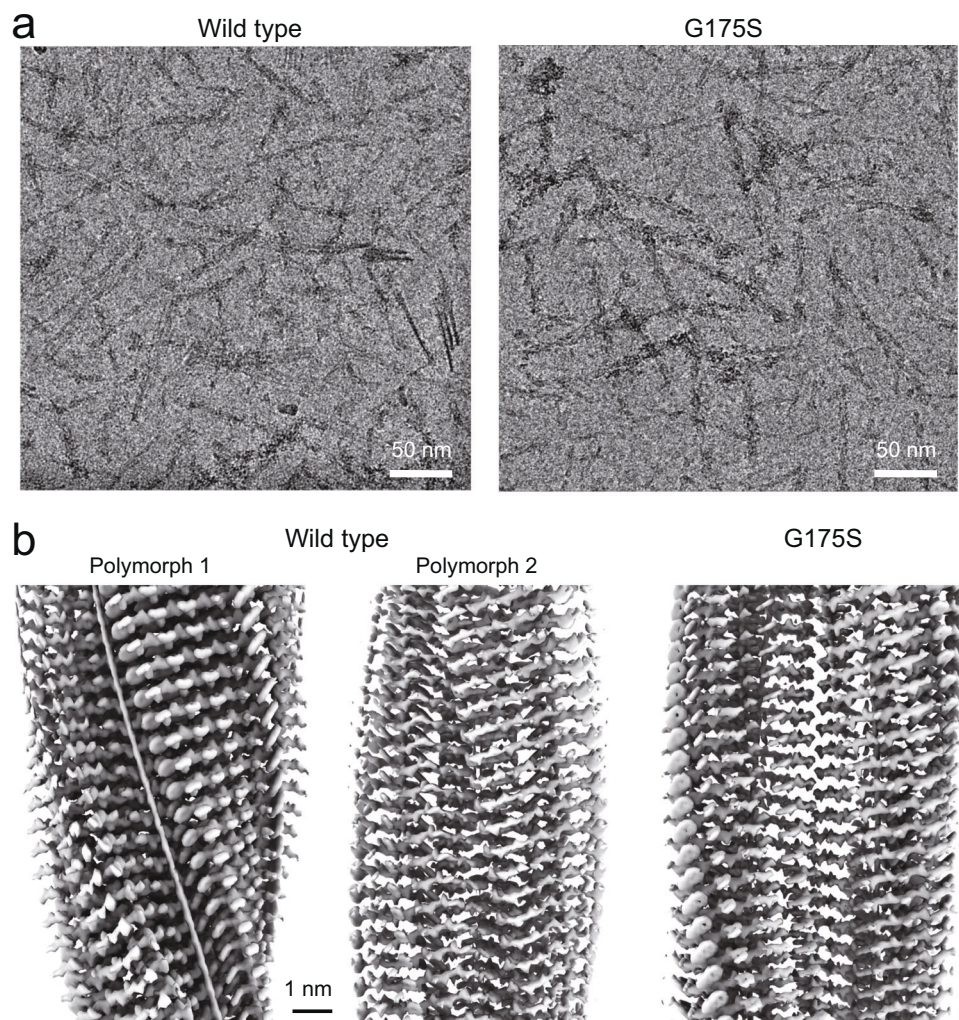 a
Wild type
G175S
50 nm
50 nm
b
Wild type
G175S
Polymorph 1
Polymorph 2
1 nm